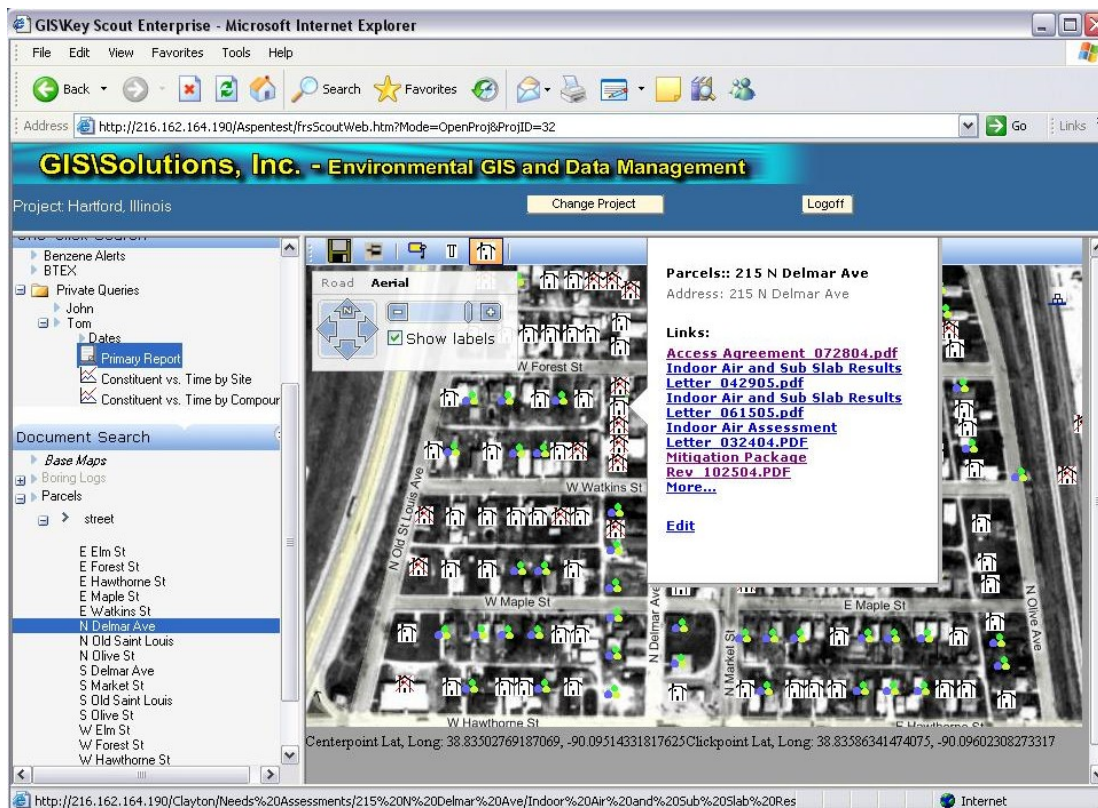 GIS\Key Scout Enterprise - Microsoft Internet Explorer
File Edit View Favorites Tools Help
Back Search Favorites
Address http://216.162.164.190/Aspentest/frsScoutWeb.htm?Mode=OpenProj&ProjID=32 Go Links
GIS\Solutions, Inc. - Environmental GIS and Data Management
Project: Hartford, Illinois Change Project Logoff
Benzene Alerts
BTEX
Private Queries
John
Tom
Dates
Primary Report
Constituent vs. Time by Site
Constituent vs. Time by Compour
Document Search
Base Maps
Boring Logs
Parcels
street
E Elm St
E Forest St
E Hawthorne St
E Maple St
E Watkins St
N Delmar Ave
N Old Saint Louis
N Olive St
S Delmar Ave
S Market St
S Old Saint Louis
S Olive St
W Elm St
W Forest St
W Hawthorne St
T
Road Aerial
N
Show labels
Parcels:: 215 N Delmar Ave
Address: 215 N Delmar Ave
Links:
Access Agreement_072804.pdf
Indoor Air and Sub Slab Results
Letter_042905.pdf
Indoor Air and Sub Slab Results
Letter_061505.pdf
Indoor Air Assessment
Letter_032404.PDF
Mitigation Package
Rev_102504.PDF
More...
Edit
W Forest St
W Watkins St
N Old St Louis Ave
W Maple St
E Maple St
N Delmar Ave
N Market St
N Olive Ave
W Hawthorne St
E Hawthorne St
Centerpoint Lat, Long: 38.83502769187069, -90.09514331817625Clickpoint Lat, Long: 38.83586341474075, -90.09602308273317
http://216.162.164.190/Clayton/Needs%20Assessments/215%20N%20Delmar%20Ave/Indoor%20Air%20and%20Sub%20Slab%20Res Internet